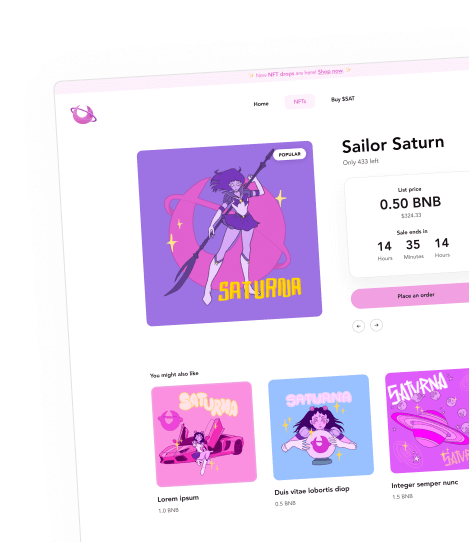 ✨ New NFT drops are here! Shop now ✨
Home NFTs Buy $SAT
POPULAR
SATURNA
Sailor Saturn
Only 433 left
List price
0.50 BNB
$324.33
Sale ends in
14 35 14
Hours Minutes Hours
Place an order
You might also like
SATURNA
Lorem ipsum
1.0 BNB
SATURNA
Duis vitae lobortis diop
0.5 BNB
SATURNA
SATURN
Integer semper nunc
1.5 BNB